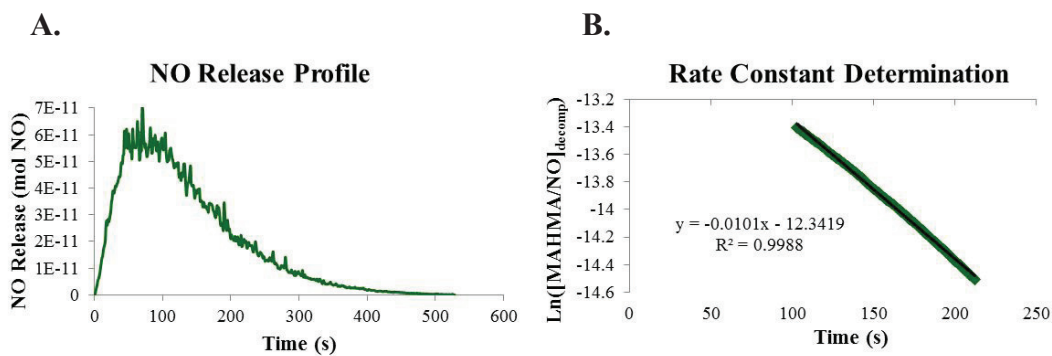 A.
NO Release Profile
NO Release (mol NO)
7E-11
6E-11
5E-11
4E-11
3E-11
2E-11
1E-11
0
0 100 200 300 400 500 600
Time (s)
B.
Rate Constant Determination
Ln([MAHMA/NO]decomp)
-13.2
-13.4
-13.6
-13.8
-14
-14.2
-14.4
-14.6
y = -0.0101x - 12.3419
R² = 0.9988
0 50 100 150 200 250
Time (s)